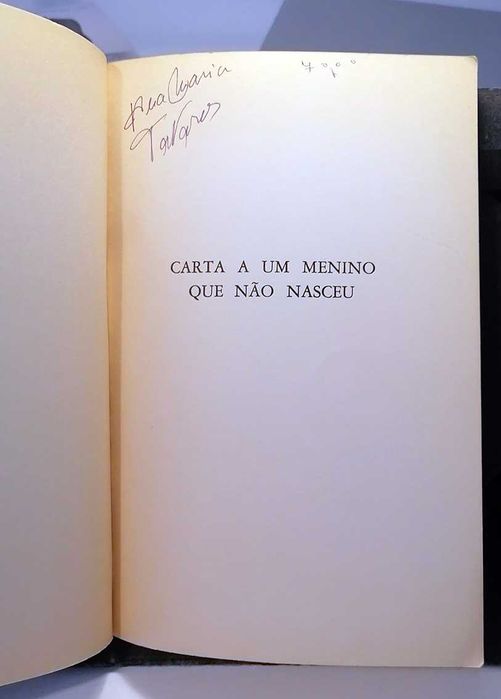 Ana Maria
Tavares
CARTA A UM MENINO
QUE NÃO NASCEU